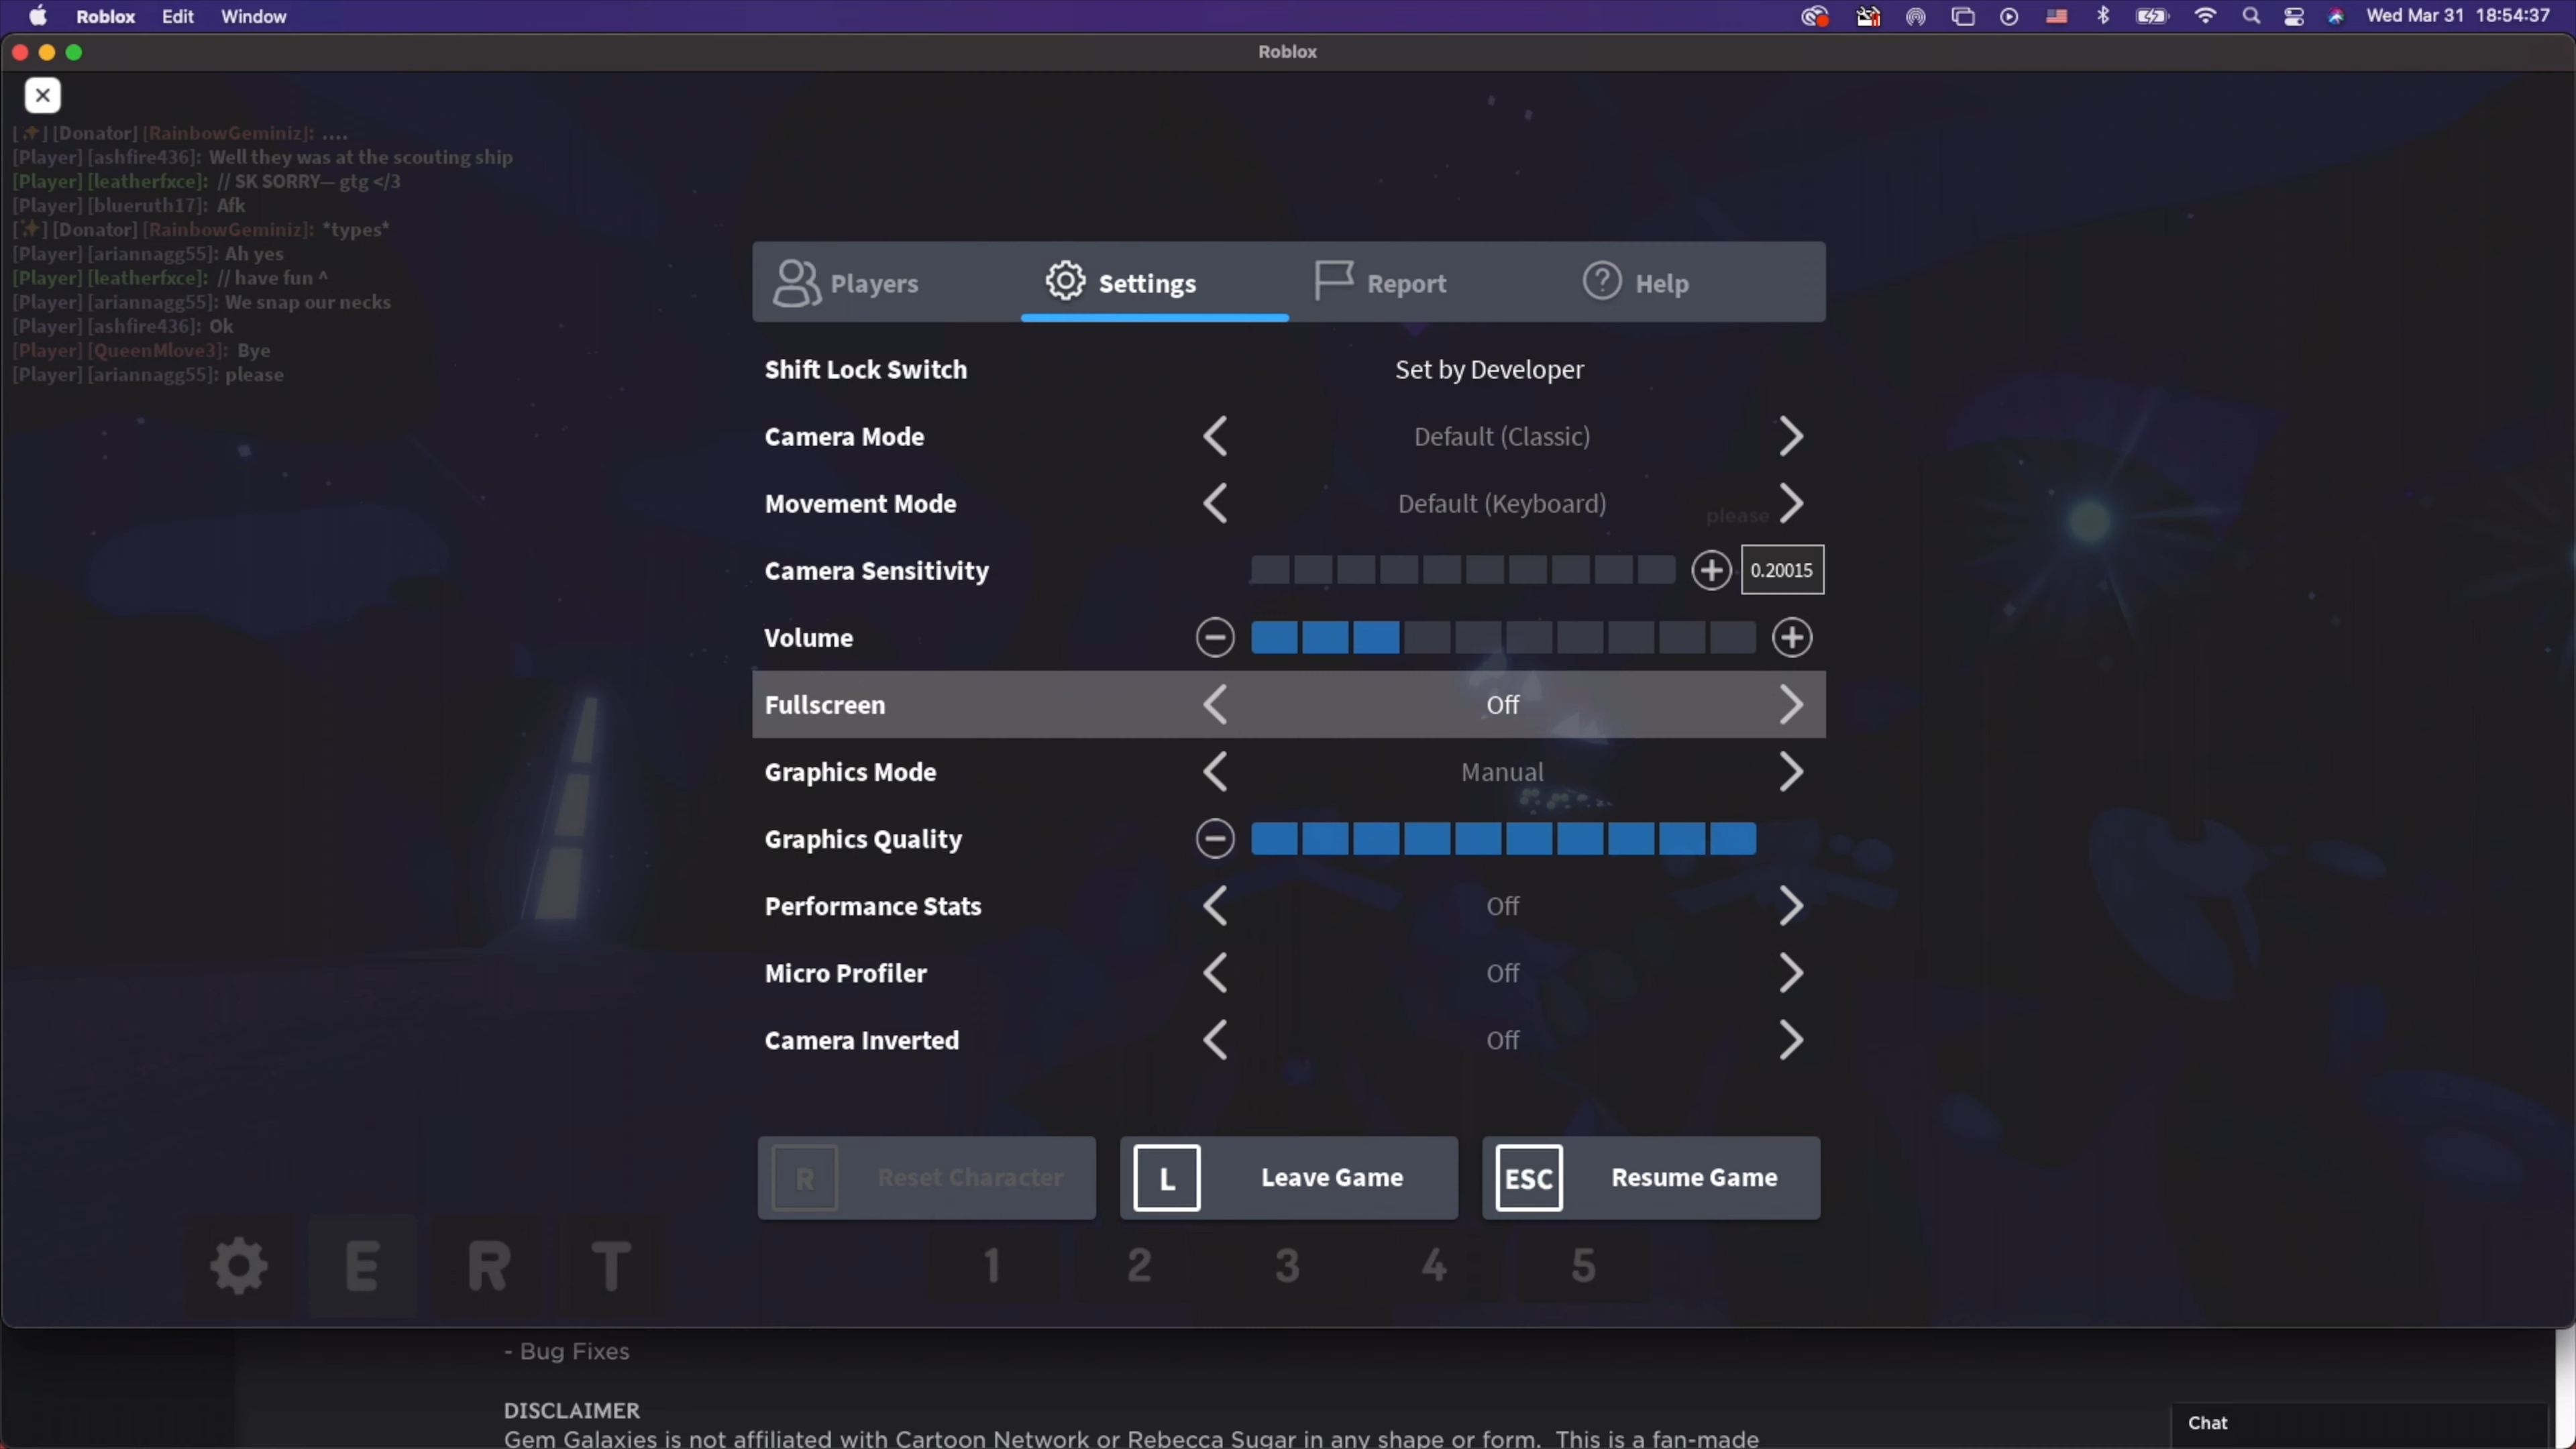 Roblox Edit Window
Wed Mar 31 18:54:37
Roblox
[✨] [Donator] [RainbowGeminiz]: ....
[Player] [ashfire436]: Well they was at the scouting ship
[Player] [leatherfxce]: // SK SORRY— gtg </3
[Player] [blueruth17]: Afk
[✨] [Donator] [RainbowGeminiz]: *types*
[Player] [ariannagg55]: Ah yes
[Player] [leatherfxce]: // have fun ^
[Player] [ariannagg55]: We snap our necks
[Player] [ashfire436]: Ok
[Player] [QueenMlove3]: Bye
[Player] [ariannagg55]: please
Players Settings Report Help
Shift Lock Switch Set by Developer
Camera Mode Default (Classic)
Movement Mode Default (Keyboard)
please
Camera Sensitivity 0.20015
Volume
Fullscreen Off
Graphics Mode Manual
Graphics Quality
Performance Stats Off
Micro Profiler Off
Camera Inverted Off
R Reset Character L Leave Game ESC Resume Game
E R T 1 2 3 4 5
- Bug Fixes
DISCLAIMER
Gem Galaxies is not affiliated with Cartoon Network or Rebecca Sugar in any shape or form. This is a fan-made
Chat